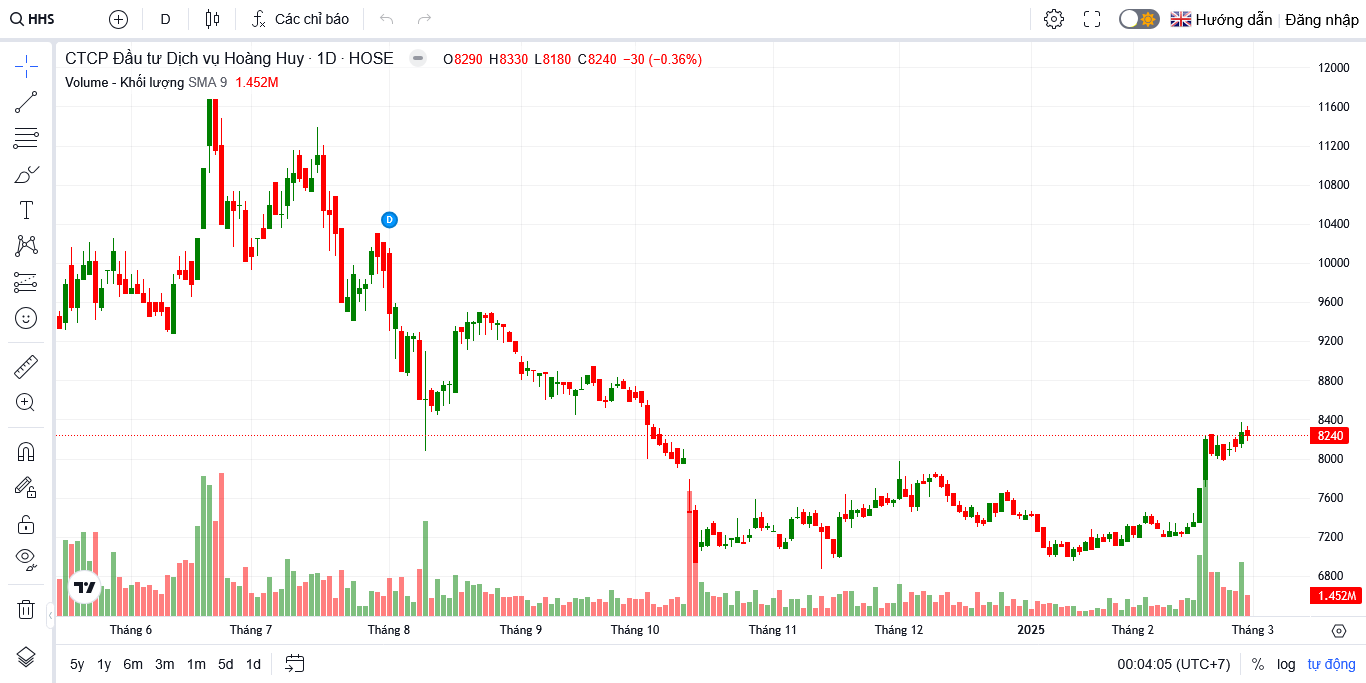 HHS D Các chỉ báo Hướng dẫn Đăng nhập
CTCP Đầu tư Dịch vụ Hoàng Huy · 1D · HOSE O8290 H8330 L8180 C8240 −30 (−0.36%)
Volume - Khối lượng SMA 9 1.452M
12000
11600
11200
10800
10400
D
10000
9600
9200
8800
8400
8240
8000
7600
7200
6800
1.452M
Tháng 6 Tháng 7 Tháng 8 Tháng 9 Tháng 10 Tháng 11 Tháng 12 2025 Tháng 2 Tháng 3
5y 1y 6m 3m 1m 5d 1d 00:04:05 (UTC+7) % log tự động